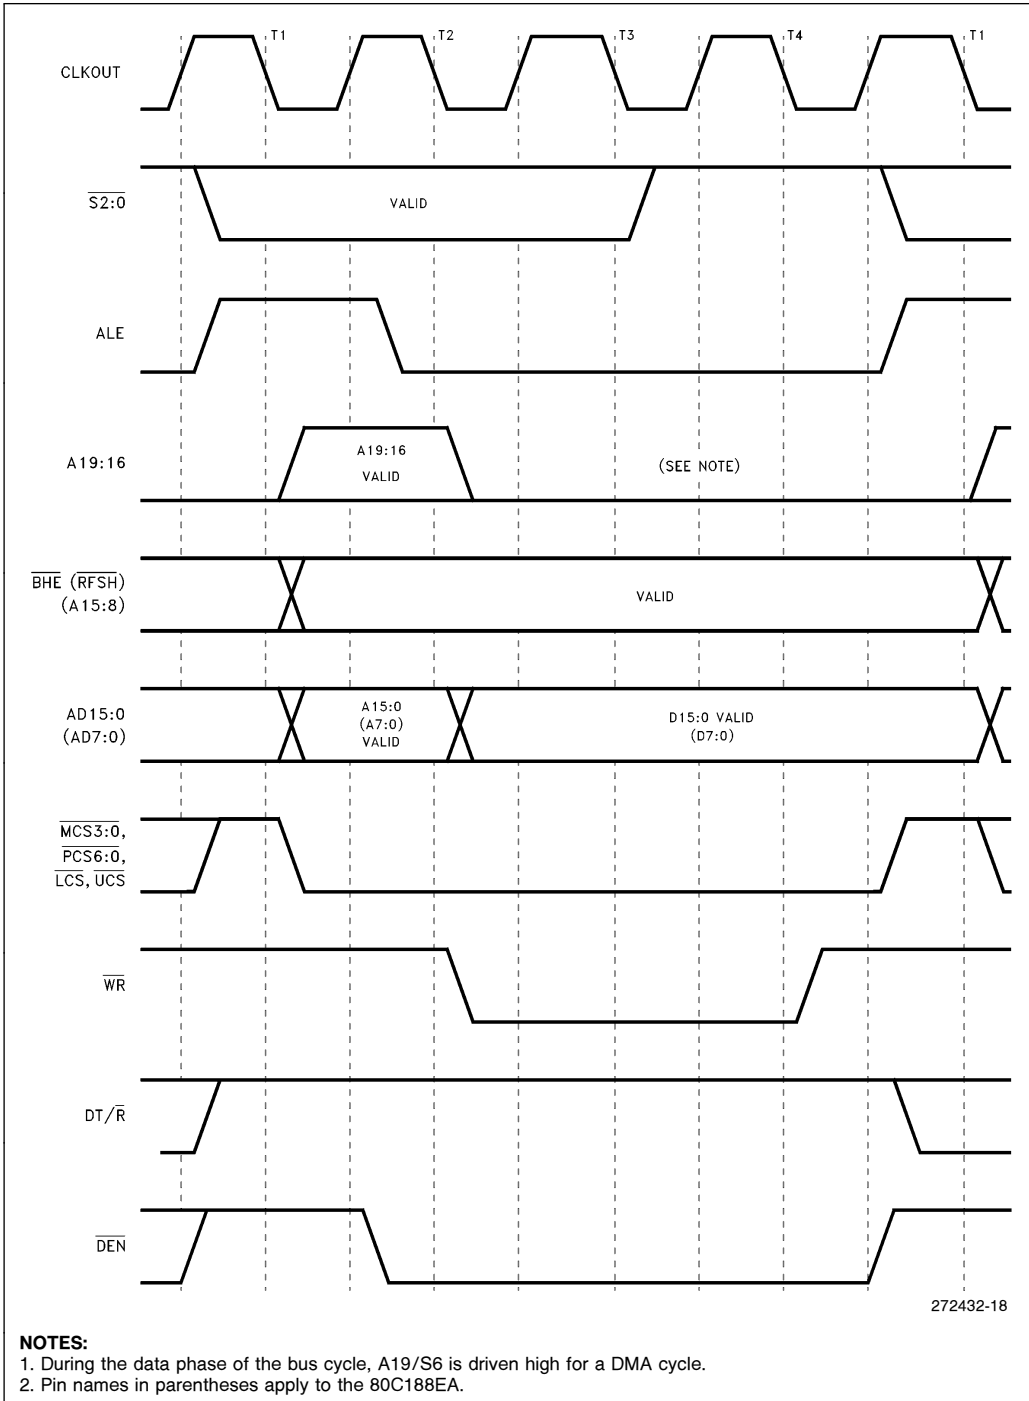 T1 T2 T3 T4 T1
CLKOUT
S2:0
VALID
ALE
A19:16
A19:16
VALID
(SEE NOTE)
BHE (RFSH)
(A15:8)
VALID
AD15:0
(AD7:0)
A15:0
(A7:0)
VALID
D15:0 VALID
(D7:0)
MCS3:0,
PCS6:0,
LCS, UCS
WR
DT/R
DEN
272432-18
NOTES:
1. During the data phase of the bus cycle, A19/S6 is driven high for a DMA cycle.
2. Pin names in parentheses apply to the 80C188EA.